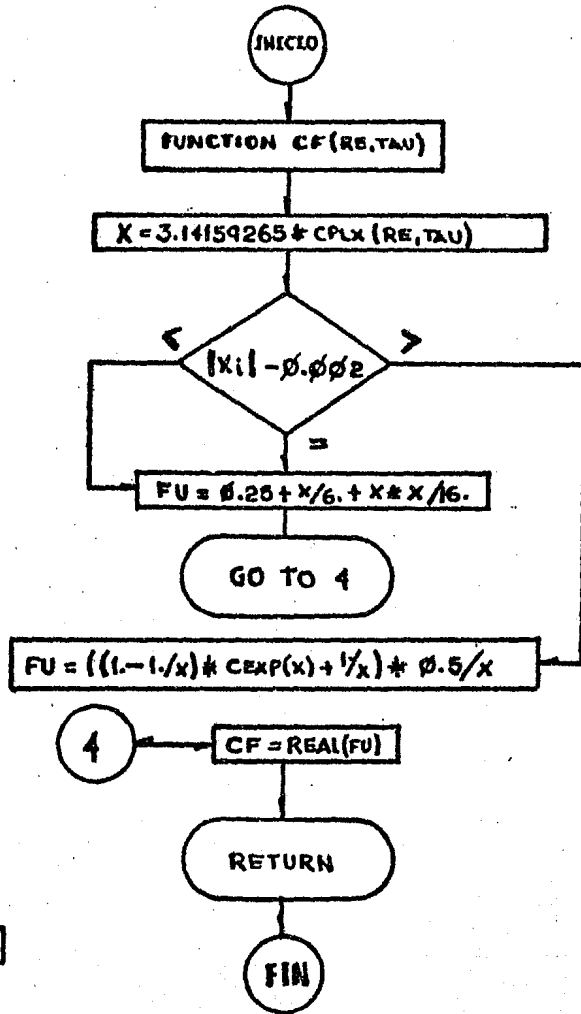 INICIO
FUNCTION CF(RE,TAU)
X = 3.14159265 * CPLX (RE,TAU)
<
>
|Xi| - Ø.ØØ2
=
FU = Ø.25 + X/6. + X * X /16.
GO TO 4
FU = ((1. - 1./X) * CEXP(X) + 1/X) * Ø.5/X
4
CF = REAL(FU)
RETURN
FIN